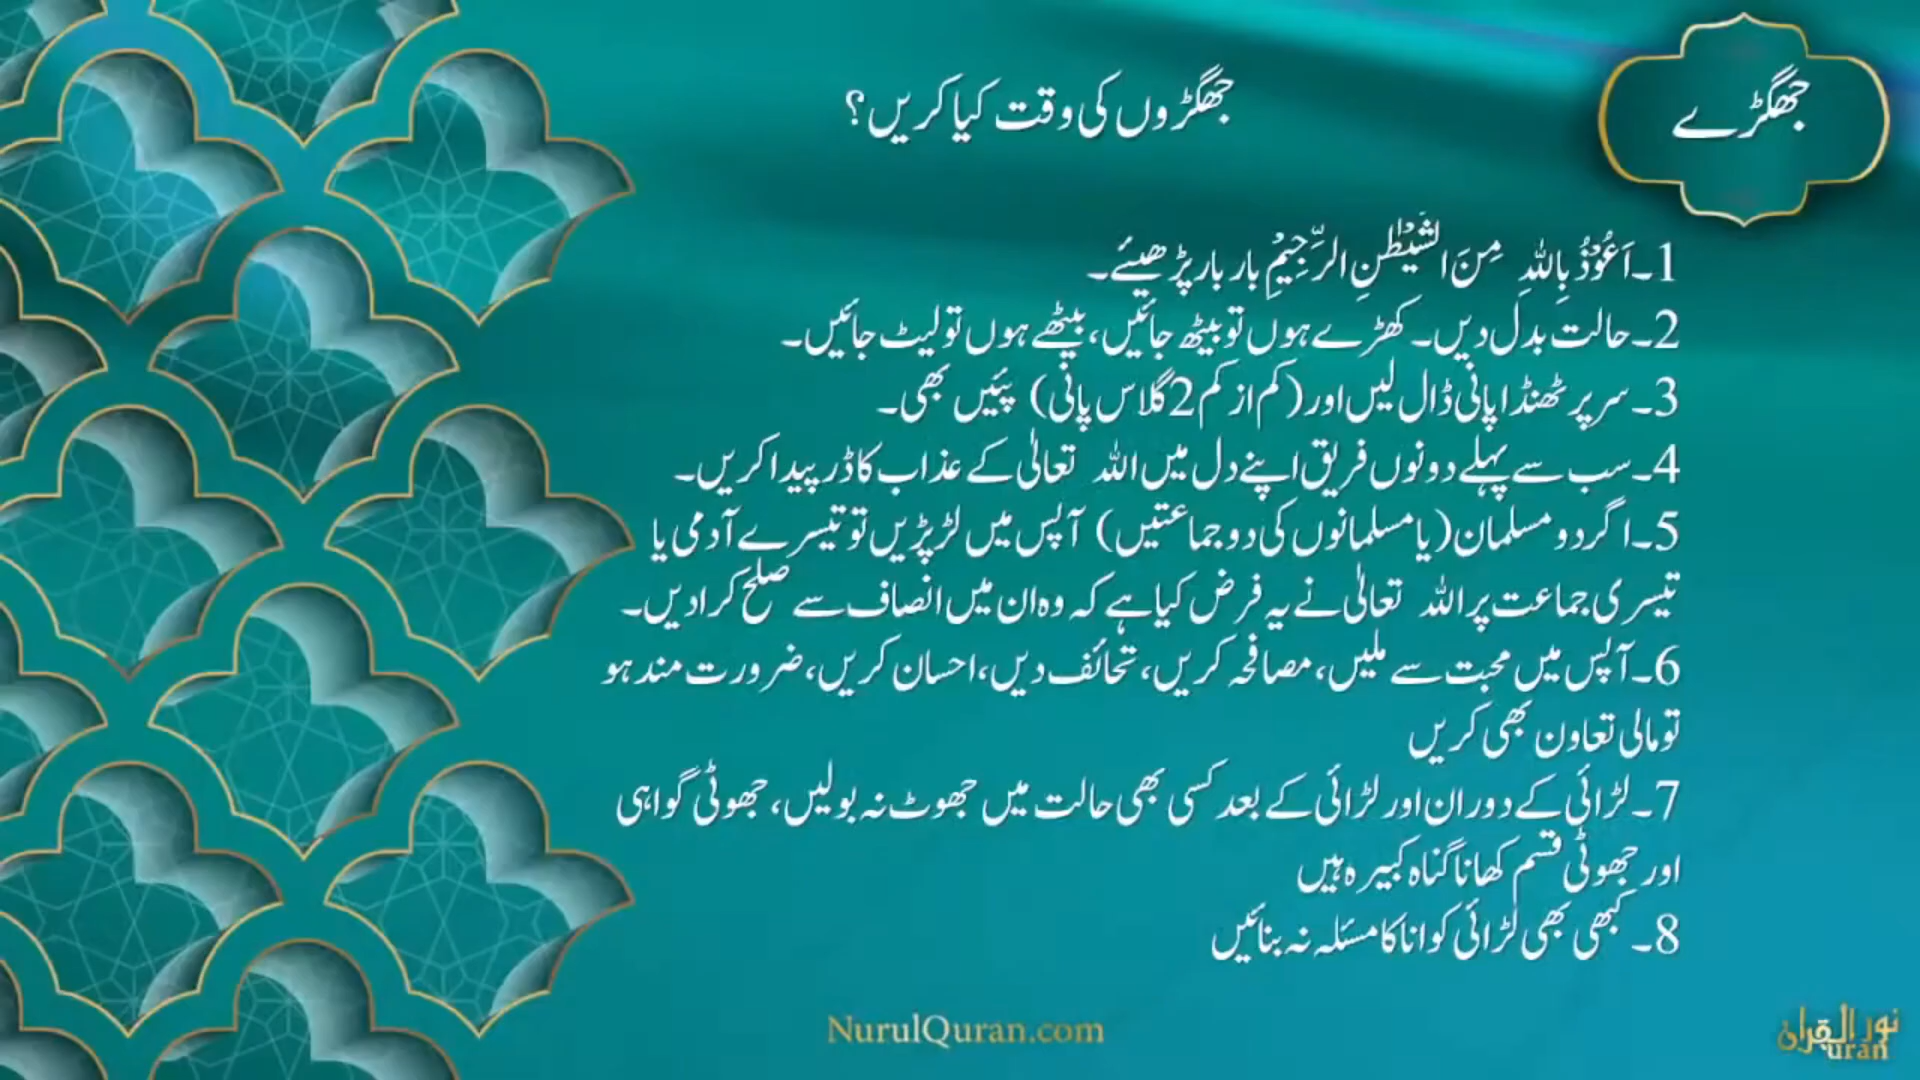 جھگڑے
جھگڑوں کی وقت کیا کریں؟
1۔اَعُوْذُ بِاللہِ مِنَ الشَّیْطٰنِ الرَّجِیْمِ بار بار پڑھیئے۔
2۔حالت بدل دیں۔ کھڑے ہوں تو بیٹھ جائیں، بیٹھے ہوں تو لیٹ جائیں۔
3۔ سر پر ٹھنڈا پانی ڈال لیں اور (کم از کم 2 گلاس پانی) پئیں بھی۔
4۔سب سے پہلے دونوں فریق اپنے دل میں اللہ تعالیٰ کے عذاب کا ڈر پیدا کریں۔
5۔اگر دو مسلمان (یا مسلمانوں کی دو جماعتیں) آپس میں لڑ پڑیں تو تیسرے آدمی یا
تیسری جماعت پر اللہ تعالیٰ نے یہ فرض کیا ہے کہ وہ ان میں انصاف سے صلح کرا دیں۔
6۔آپس میں محبت سے ملیں، مصافحہ کریں، تحائف دیں، احسان کریں، ضرورت مند ہو
تو مالی تعاون بھی کریں
7۔لڑائی کے دوران اور لڑائی کے بعد کسی بھی حالت میں جھوٹ نہ بولیں، جھوٹی گواہی
اور جھوٹی قسم کھانا گناہ کبیرہ ہیں
8۔ کبھی بھی لڑائی کو انا کا مسئلہ نہ بنائیں
NurulQuran.com
نور القرآن
uran